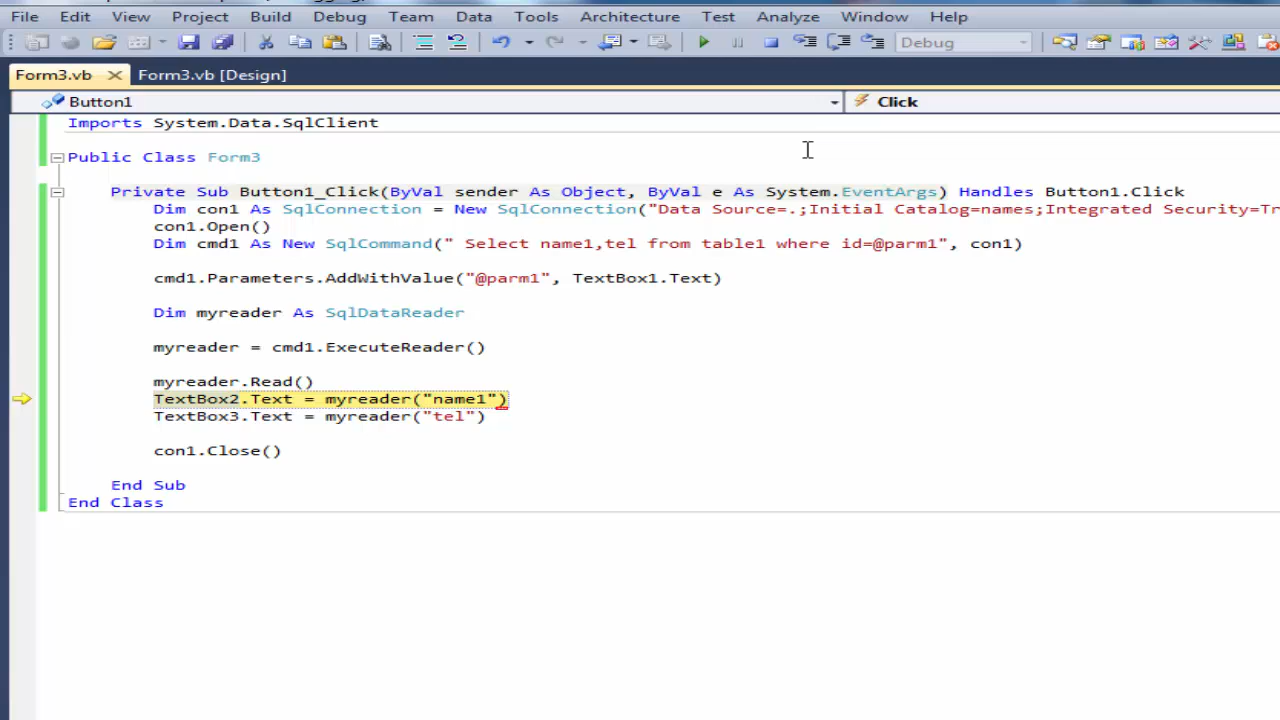 File Edit View Project Build Debug Team Data Tools Architecture Test Analyze Window Help
Debug
Form3.vb Form3.vb [Design]
Button1 Click
Imports System.Data.SqlClient
Public Class Form3
Private Sub Button1_Click(ByVal sender As Object, ByVal e As System.EventArgs) Handles Button1.Click
Dim con1 As SqlConnection = New SqlConnection("Data Source=.;Initial Catalog=names;Integrated Security=Tr
con1.Open()
Dim cmd1 As New SqlCommand(" Select name1,tel from table1 where id=@parm1", con1)
cmd1.Parameters.AddWithValue("@parm1", TextBox1.Text)
Dim myreader As SqlDataReader
myreader = cmd1.ExecuteReader()
myreader.Read()
TextBox2.Text = myreader("name1")
TextBox3.Text = myreader("tel")
con1.Close()
End Sub
End Class